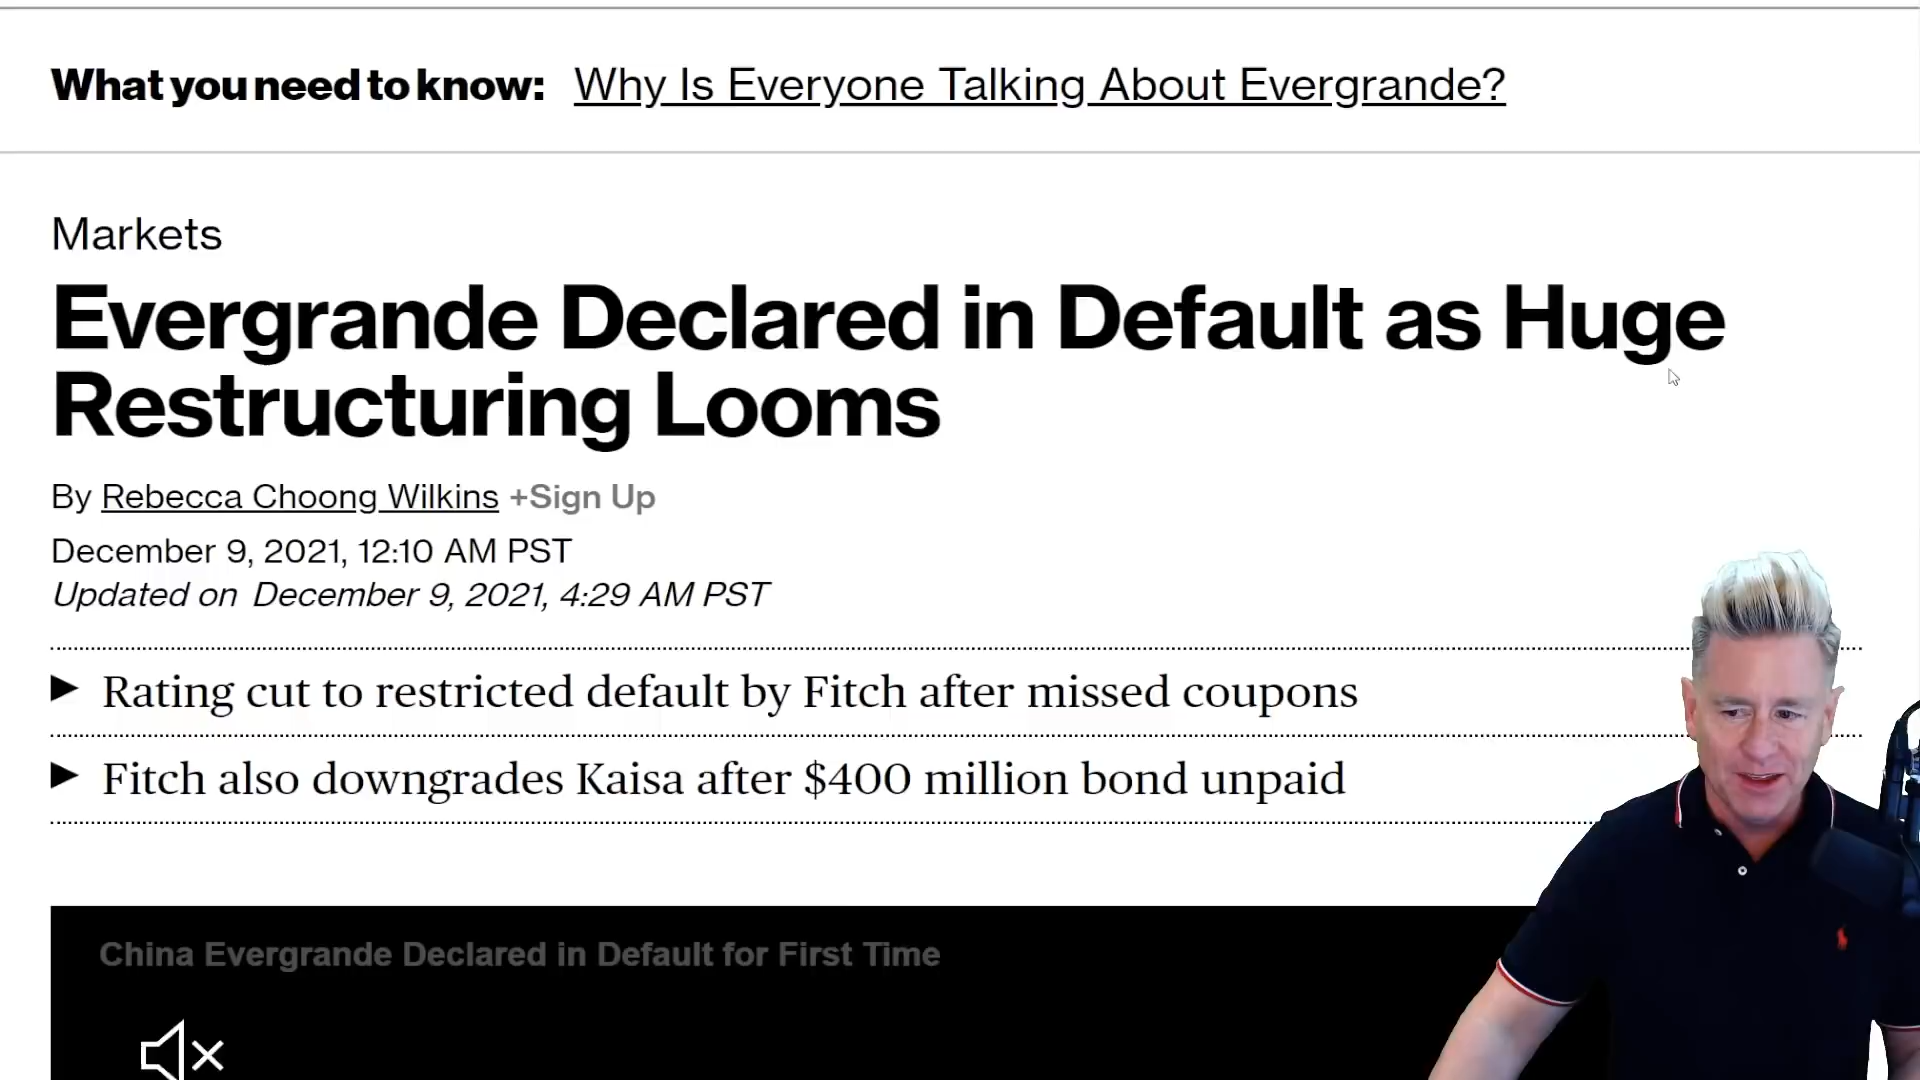 What you need to know: Why Is Everyone Talking About Evergrande?
Markets
Evergrande Declared in Default as Huge
Restructuring Looms
By Rebecca Choong Wilkins +Sign Up
December 9, 2021, 12:10 AM PST
Updated on December 9, 2021, 4:29 AM PST
Rating cut to restricted default by Fitch after missed coupons
Fitch also downgrades Kaisa after $400 million bond unpaid
China Evergrande Declared in Default for First Time